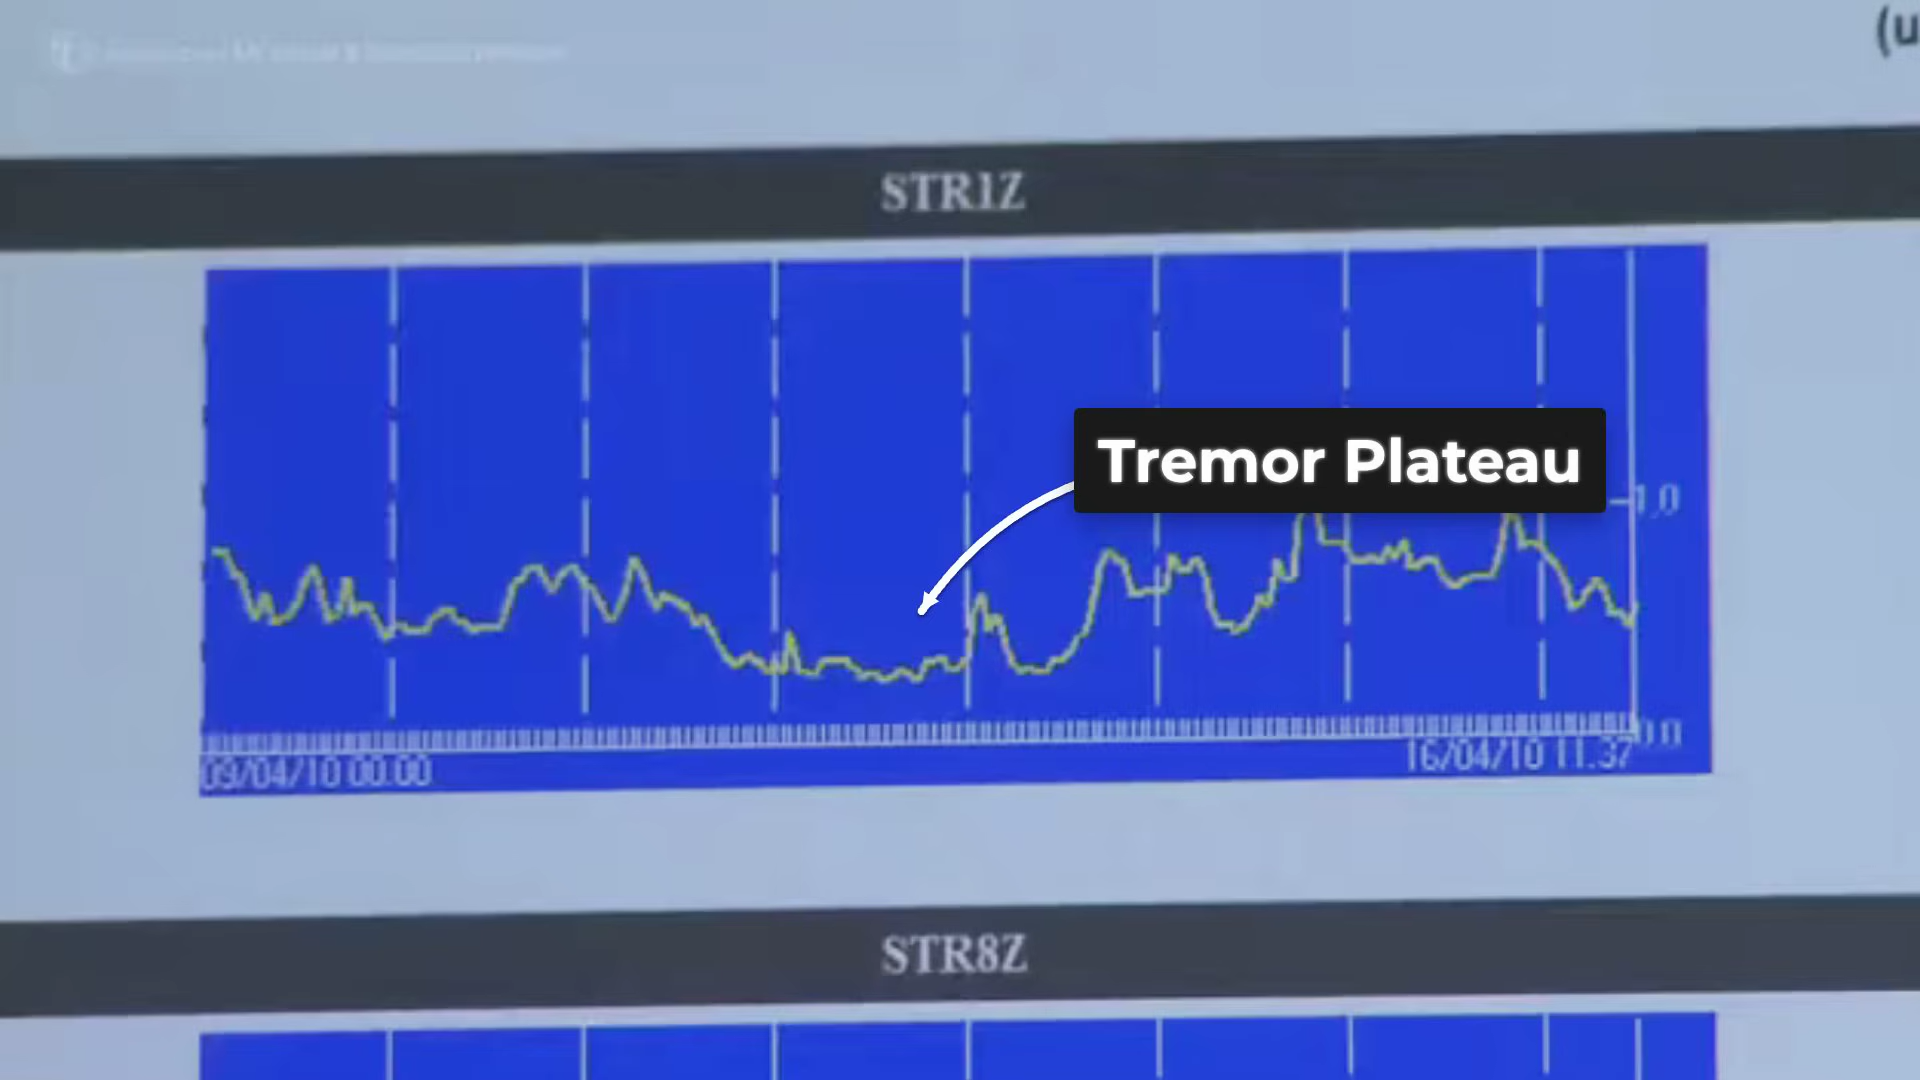 (u
STR1Z
Tremor Plateau
1,0
0.0
09/04/10 00.00
16/04/10 11.37
STR8Z